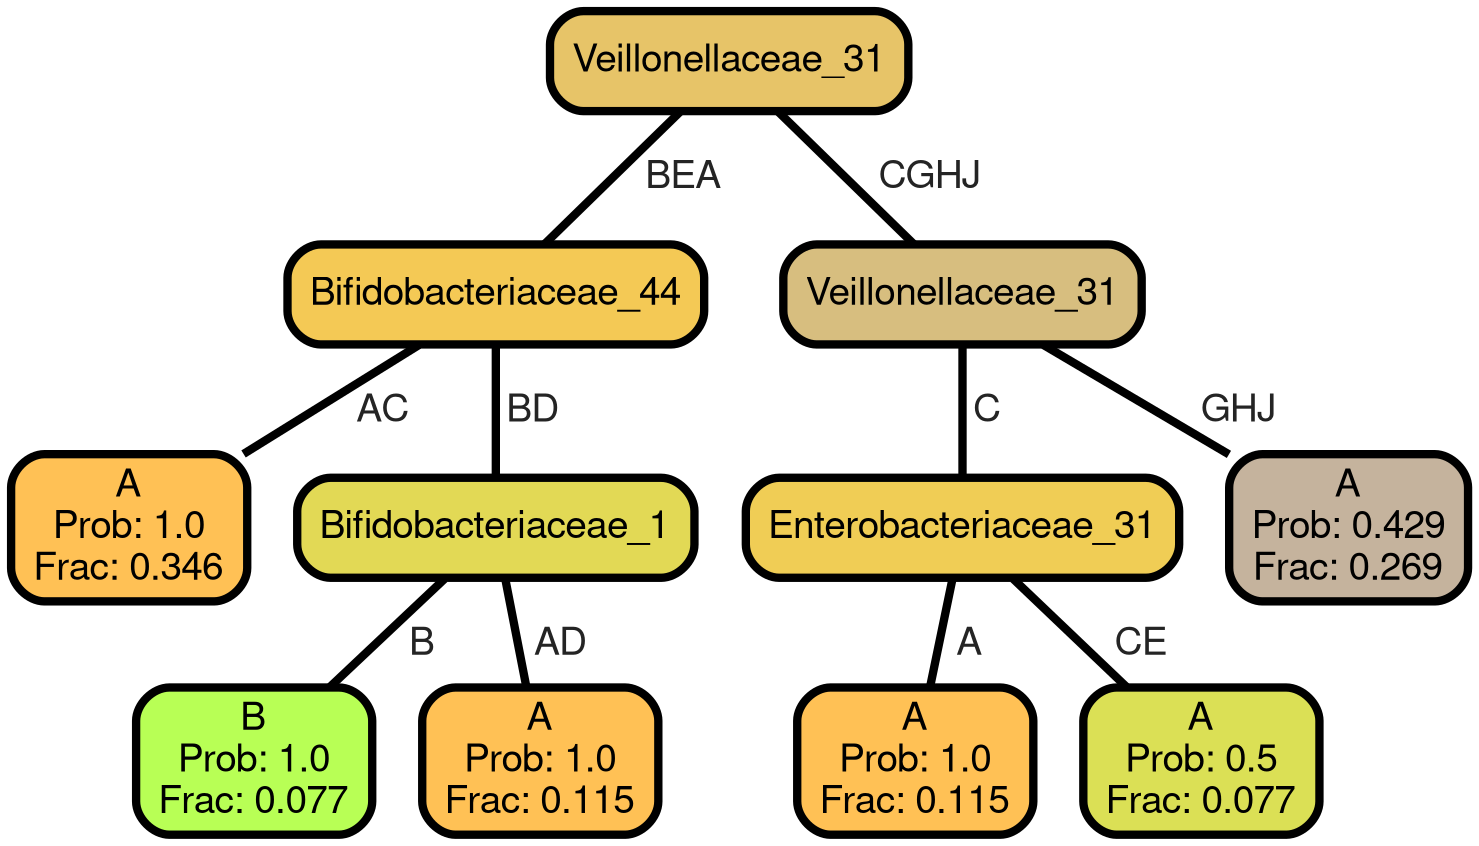 Veillonellaceae_31
BEA
CGHJ
Bifidobacteriaceae_44
Veillonellaceae_31
AC
BD
C
GHJ
A
Prob: 1.0
Frac: 0.346
Bifidobacteriaceae_1
Enterobacteriaceae_31
A
Prob: 0.429
Frac: 0.269
B
AD
A
CE
B
Prob: 1.0
Frac: 0.077
A
Prob: 1.0
Frac: 0.115
A
Prob: 1.0
Frac: 0.115
A
Prob: 0.5
Frac: 0.077